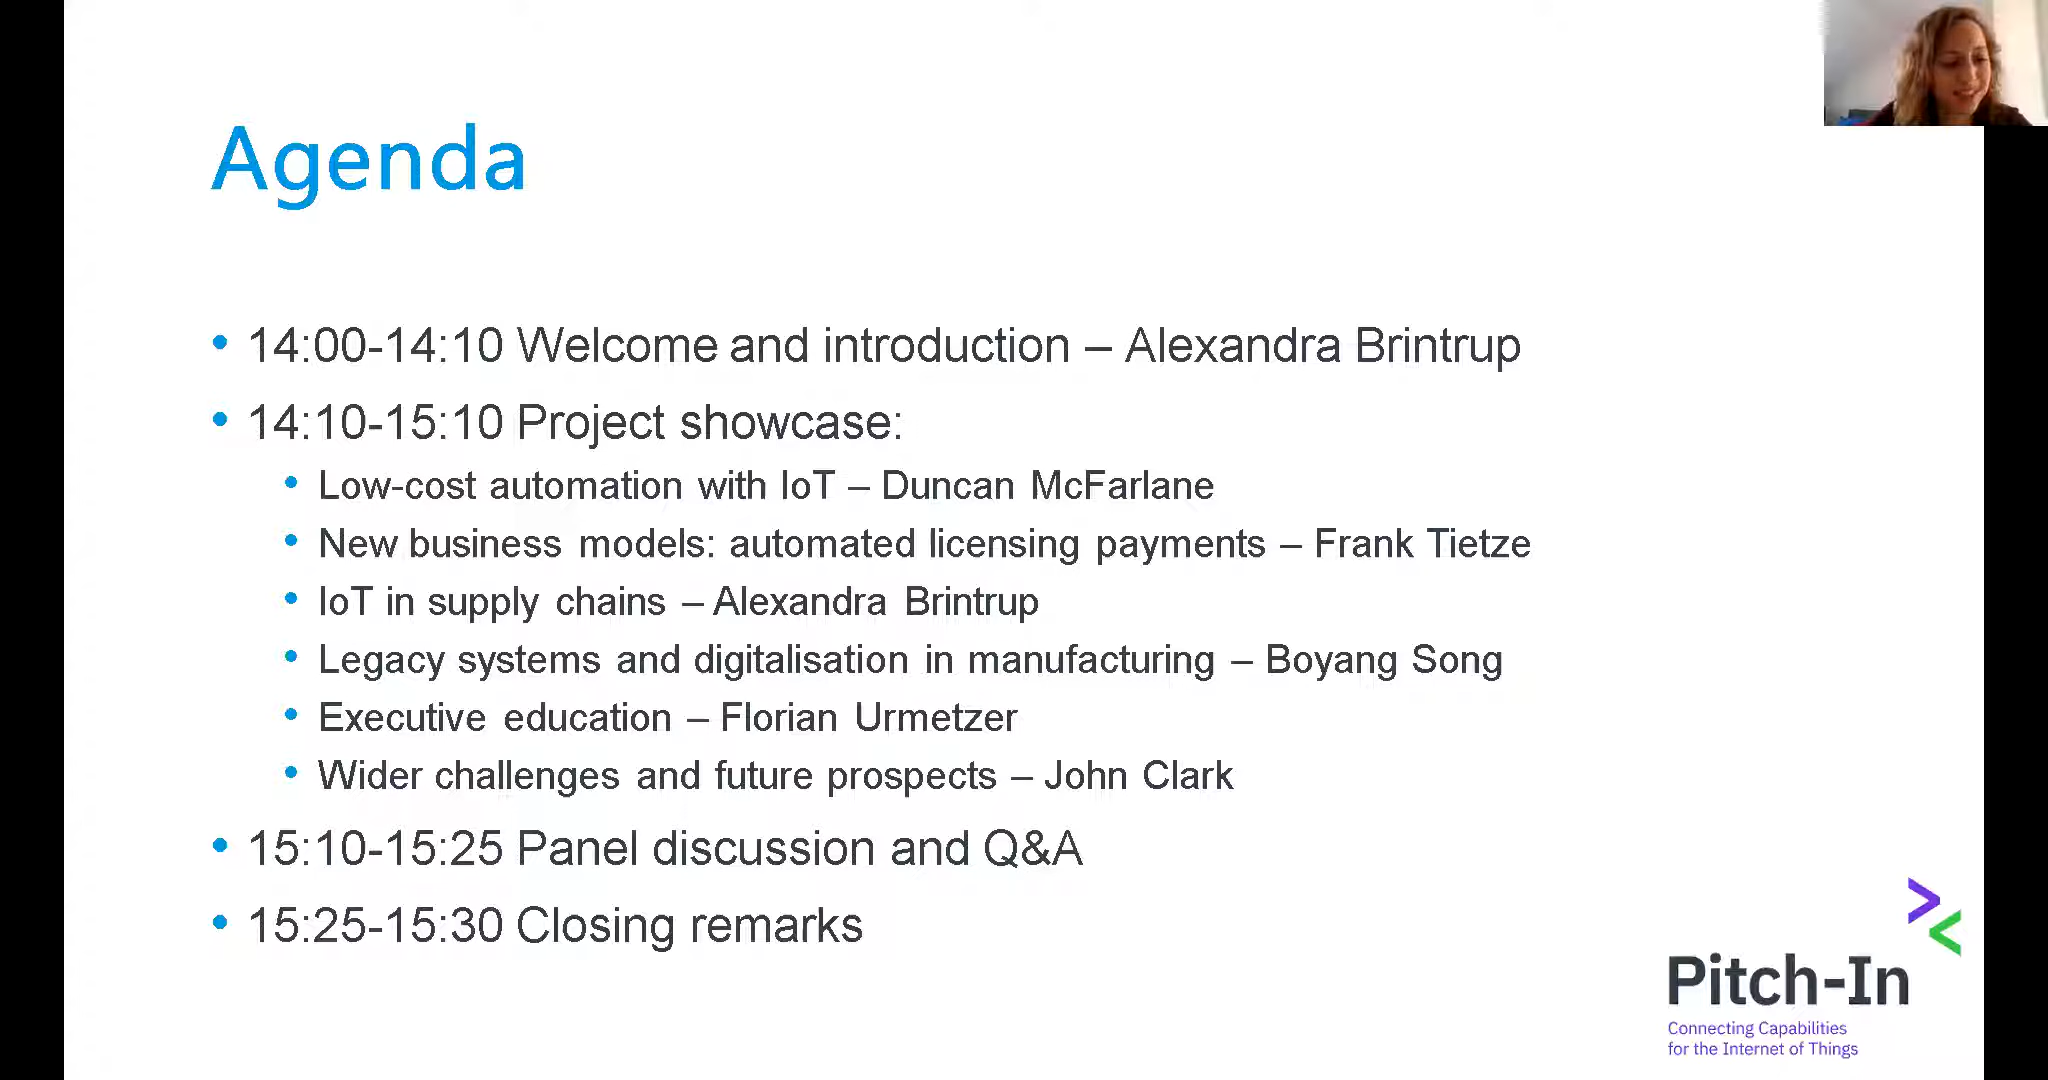 Agenda
14:00-14:10 Welcome and introduction – Alexandra Brintrup
14:10-15:10 Project showcase:
Low-cost automation with IoT – Duncan McFarlane
New business models: automated licensing payments – Frank Tietze
IoT in supply chains – Alexandra Brintrup
Legacy systems and digitalisation in manufacturing – Boyang Song
Executive education – Florian Urmetzer
Wider challenges and future prospects – John Clark
15:10-15:25 Panel discussion and Q&A
15:25-15:30 Closing remarks
Pitch-In
Connecting Capabilities
for the Internet of Things